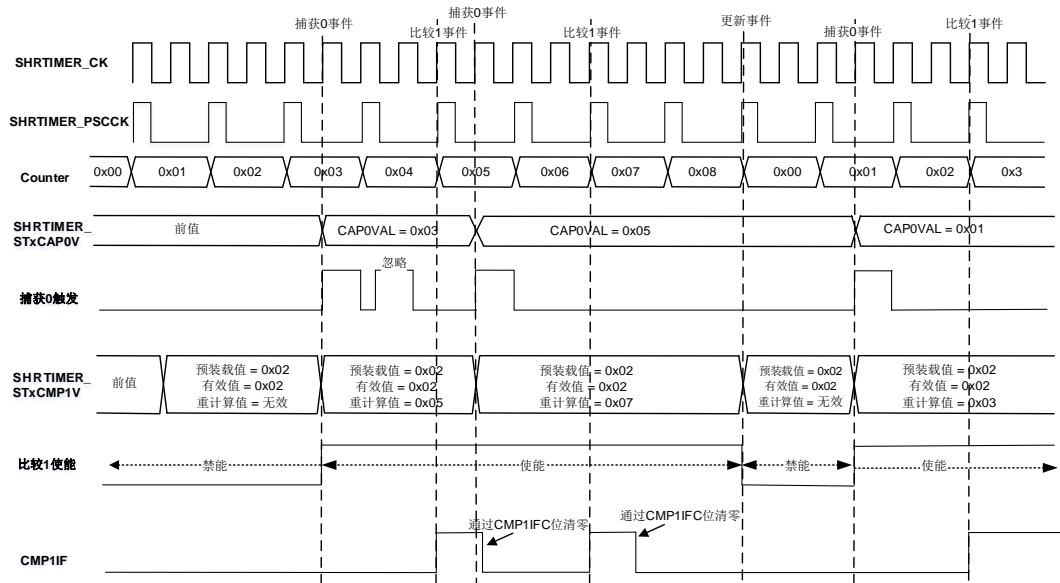 捕获0事件
捕获0事件
比较1事件
比较1事件
更新事件
捕获0事件
比较1事件
SHRTIMER_CK
SHRTIMER_PSCCK
Counter
0x00
0x01
0x02
0x03
0x04
0x05
0x06
0x07
0x08
0x00
0x01
0x02
0x3
SHRTIMER_
STxCAP0V
前值
CAP0VAL = 0x03
CAP0VAL = 0x05
CAP0VAL = 0x01
忽略
捕获0触发
SHRTIMER_
STxCMP1V
前值
预装载值 = 0x02
有效值 = 0x02
重计算值 = 无效
预装载值 = 0x02
有效值 = 0x02
重计算值 = 0x05
预装载值 = 0x02
有效值 = 0x02
重计算值 = 0x07
预装载值 = 0x02
有效值 = 0x02
重计算值 = 无效
预装载值 = 0x02
有效值 = 0x02
重计算值 = 0x03
比较1使能
禁能
使能
禁能
使能
通过CMP1IFC位清零
通过CMP1IFC位清零
CMP1IF